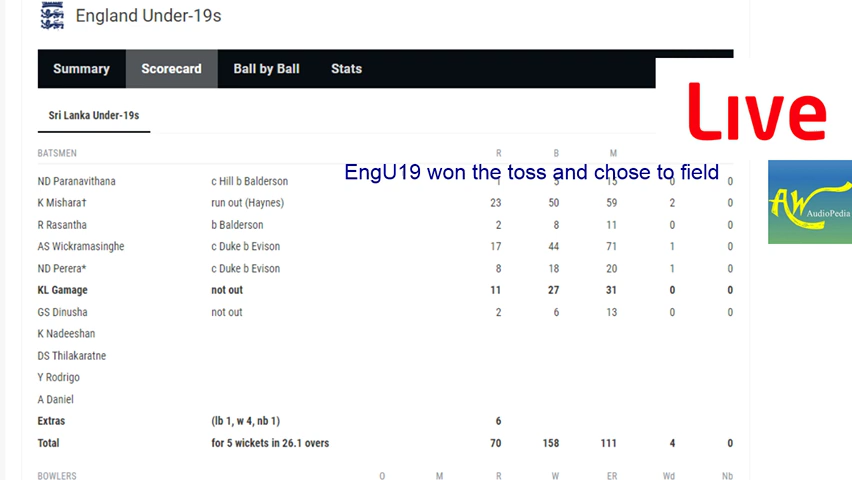 England Under-19s
Summary Scorecard Ball by Ball Stats
Live
Sri Lanka Under-19s
BATSMEN R B M
EngU19 won the toss and chose to field
ND Paranavithana c Hill b Balderson 1 5 15 0 0
K Mishara† run out (Haynes) 23 50 59 2 0
R Rasantha b Balderson 2 8 11 0 0
AW
AudioPedia
AS Wickramasinghe c Duke b Evison 17 44 71 1 0
ND Perera* c Duke b Evison 8 18 20 1 0
KL Gamage not out 11 27 31 0 0
GS Dinusha not out 2 6 13 0 0
K Nadeeshan
DS Thilakaratne
Y Rodrigo
A Daniel
Extras (lb 1, w 4, nb 1) 6
Total for 5 wickets in 26.1 overs 70 158 111 4 0
BOWLERS O M R W ER Wd Nb